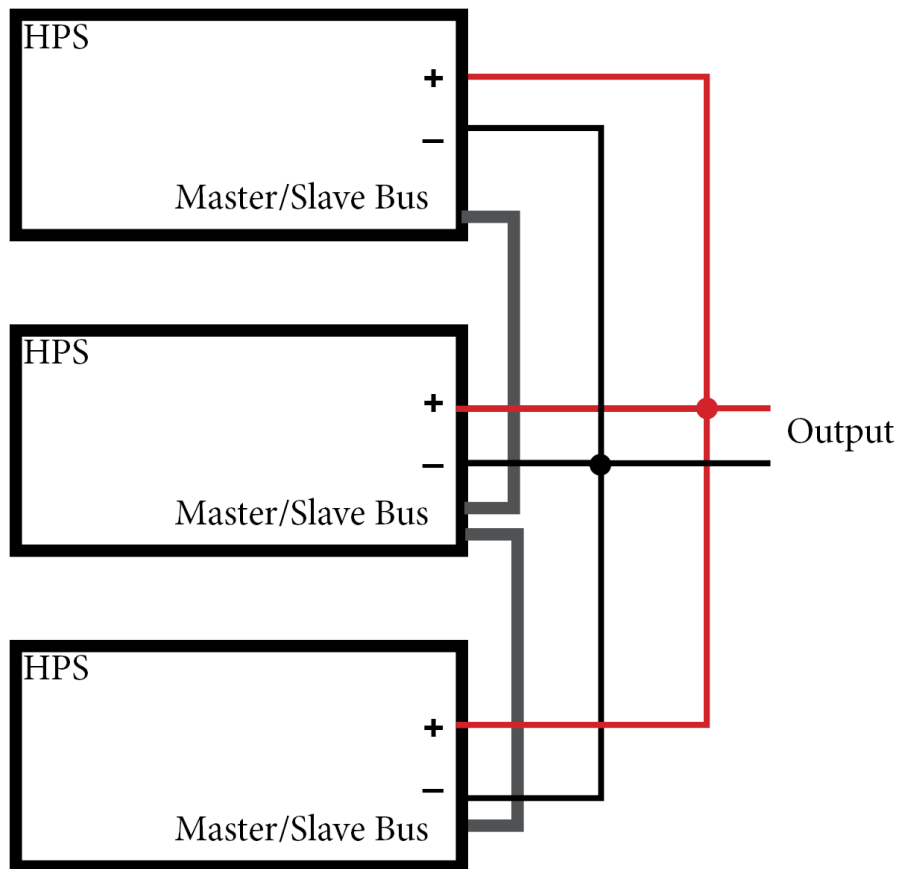 HPS
+
–
Master/Slave Bus
HPS
+
–
Master/Slave Bus
Output
HPS
+
–
Master/Slave Bus